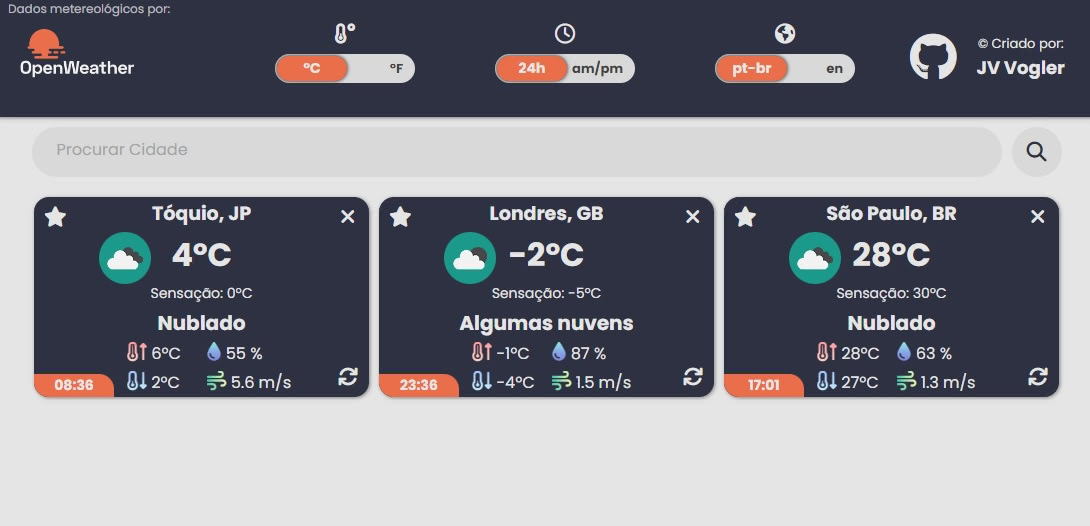 Dados metereológicos por:
OpenWeather
ºC ºF
24h am/pm
pt-br en
© Criado por:
JV Vogler
Procurar Cidade
Tóquio, JP
4ºC
Sensação: 0ºC
Nublado
6ºC 55 %
2ºC 5.6 m/s
08:36
Londres, GB
-2ºC
Sensação: -5ºC
Algumas nuvens
-1ºC 87 %
-4ºC 1.5 m/s
23:36
São Paulo, BR
28ºC
Sensação: 30ºC
Nublado
28ºC 63 %
27ºC 1.3 m/s
17:01